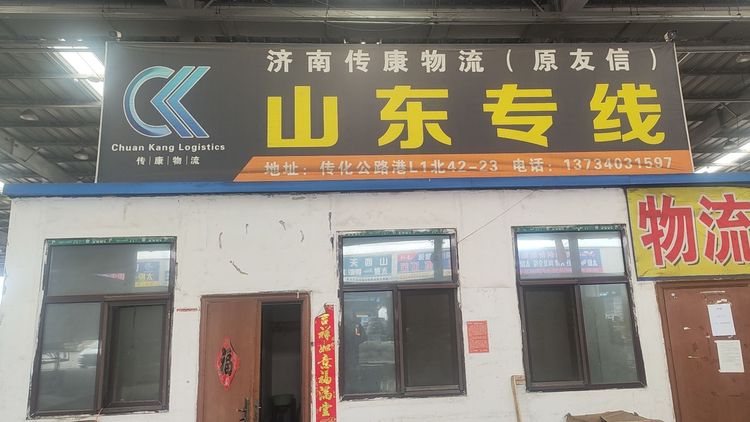 济南传康物流（原友信）
山东专线
Chuan Kang Logistics
传|康|物|流
地址：传化公路港L1北42-23 电话：13734031597
物流
福
吉祥如意福满堂